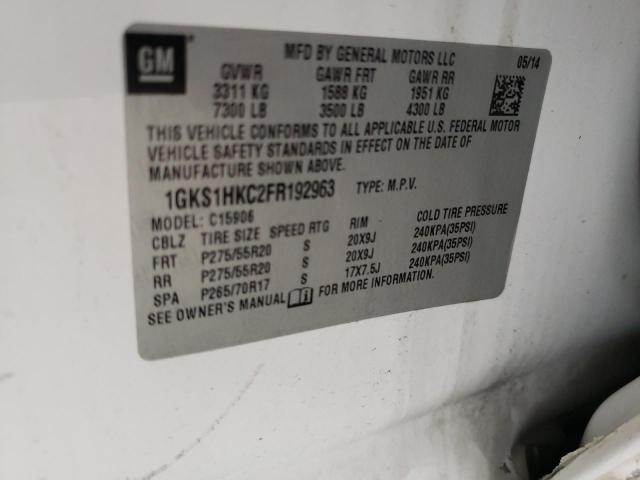 GM
MFD BY GENERAL MOTORS LLC 05/14
GVWR GAWR FRT GAWR RR
3311 KG 1588 KG 1951 KG
7300 LB 3500 LB 4300 LB
THIS VEHICLE CONFORMS TO ALL APPLICABLE U.S. FEDERAL MOTOR
VEHICLE SAFETY STANDARDS IN EFFECT ON THE DATE OF
MANUFACTURE SHOWN ABOVE.
1GKS1HKC2FR192963 TYPE: M.P.V.
MODEL: C15906
CBLZ TIRE SIZE SPEED RTG RIM COLD TIRE PRESSURE
FRT P275/55R20 S 20X9J 240KPA(35PSI)
RR P275/55R20 S 20X9J 240KPA(35PSI)
SPA P265/70R17 S 17X7.5J 240KPA(35PSI)
SEE OWNER'S MANUAL FOR MORE INFORMATION.